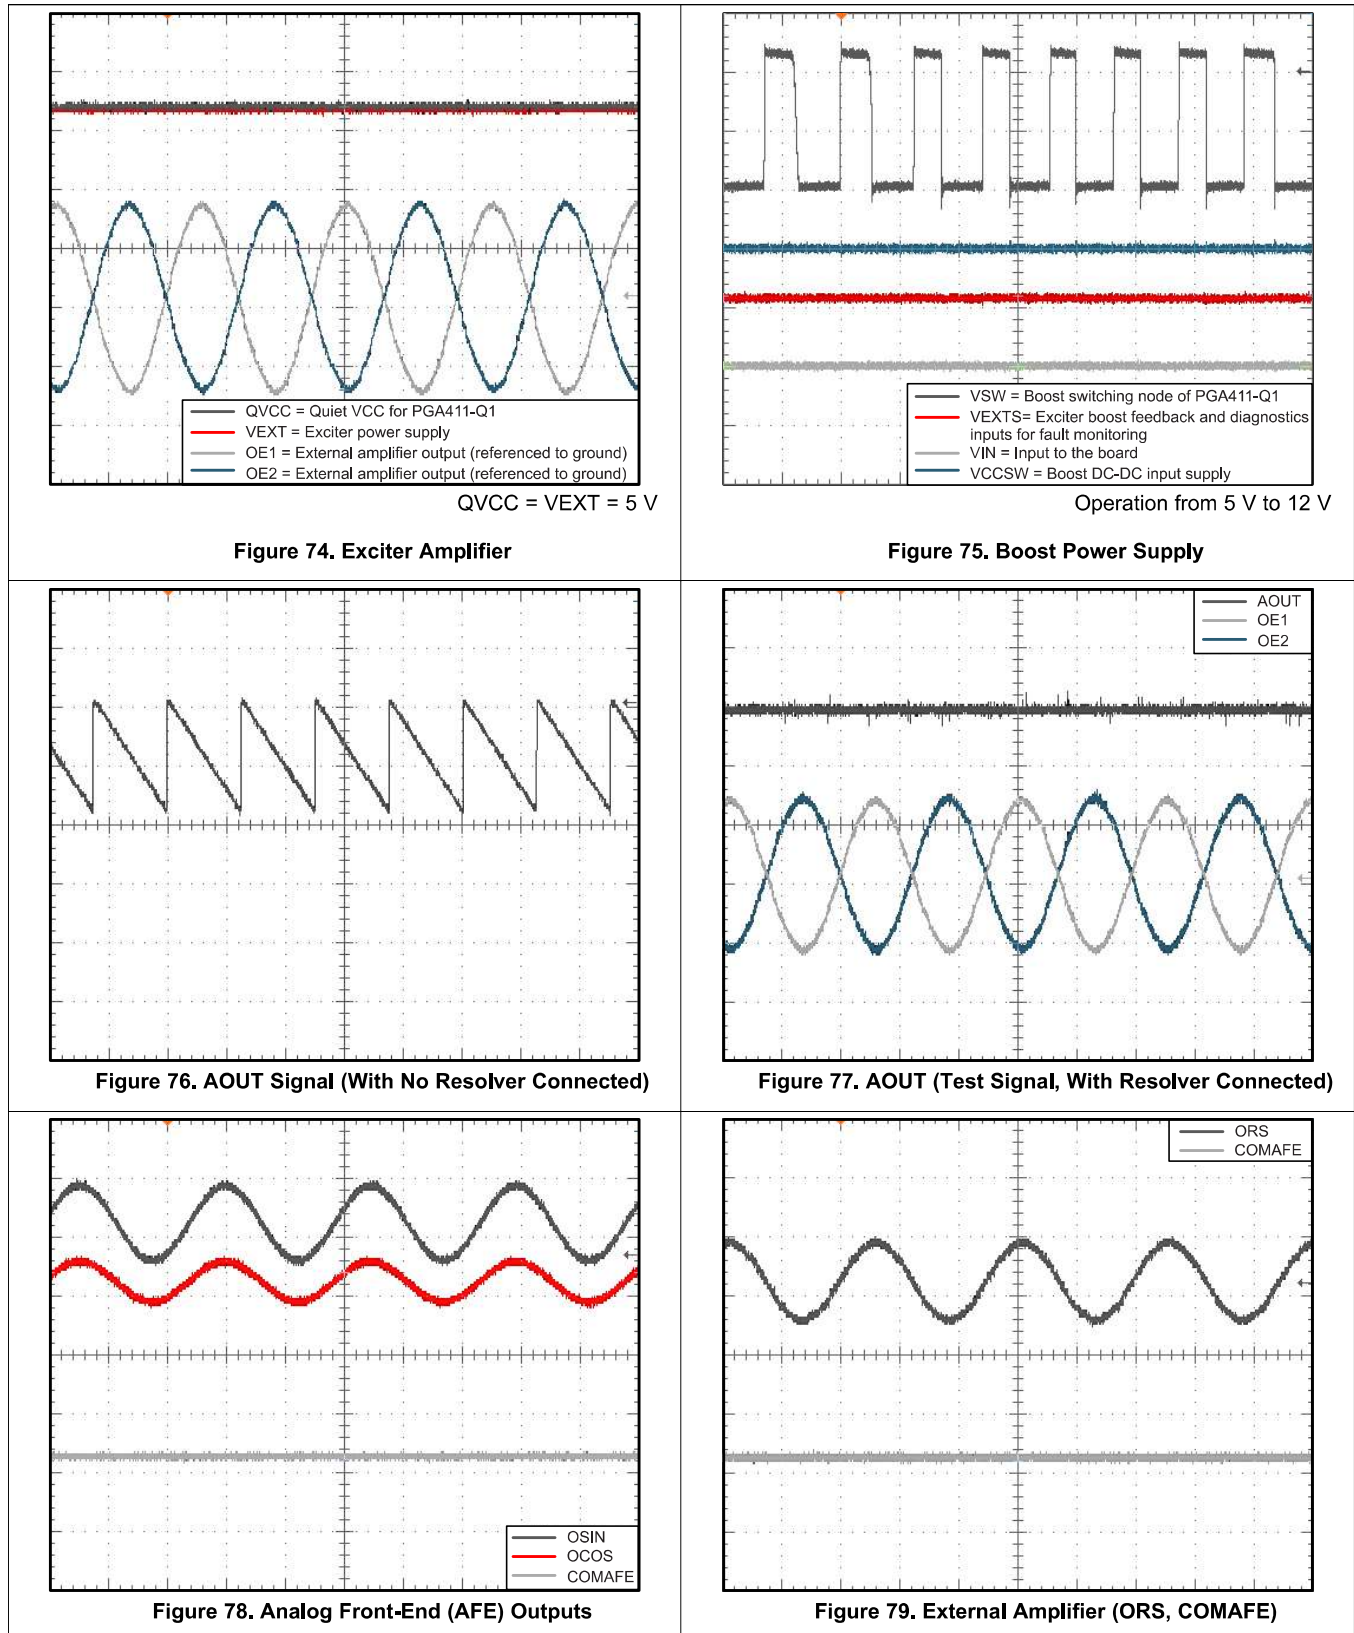 QVCC = Quiet VCC for PGA411-Q1
VEXT = Exciter power supply
OE1 = External amplifier output (referenced to ground)
OE2 = External amplifier output (referenced to ground)
QVCC = VEXT = 5 V
Figure 74. Exciter Amplifier
VSW = Boost switching node of PGA411-Q1
VEXTS= Exciter boost feedback and diagnostics
inputs for fault monitoring
VIN = Input to the board
VCCSW = Boost DC-DC input supply
Operation from 5 V to 12 V
Figure 75. Boost Power Supply
Figure 76. AOUT Signal (With No Resolver Connected)
AOUT
OE1
OE2
Figure 77. AOUT (Test Signal, With Resolver Connected)
OSIN
OCOS
COMAFE
Figure 78. Analog Front-End (AFE) Outputs
ORS
COMAFE
Figure 79. External Amplifier (ORS, COMAFE)